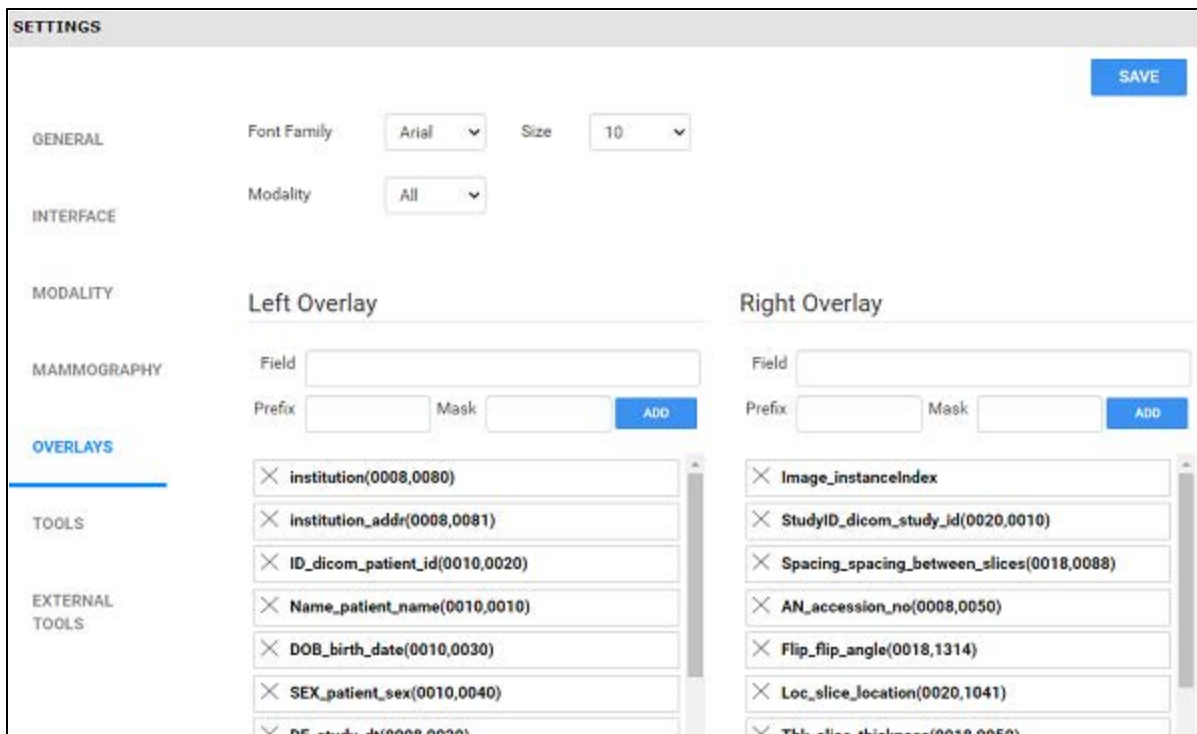 SETTINGS
SAVE
GENERAL
INTERFACE
MODALITY
MAMMOGRAPHY
OVERLAYS
TOOLS
EXTERNAL
TOOLS
Font Family Arial Size 10
Modality All
Left Overlay
Field
Prefix Mask ADD
institution(0008,0080)
institution_addr(0008,0081)
ID_dicom_patient_id(0010,0020)
Name_patient_name(0010,0010)
DOB_birth_date(0010,0030)
SEX_patient_sex(0010,0040)
Right Overlay
Field
Prefix Mask ADD
Image_instanceIndex
StudyID_dicom_study_id(0020,0010)
Spacing_spacing_between_slices(0018,0088)
AN_accession_no(0008,0050)
Flip_flip_angle(0018,1314)
Loc_slice_location(0020,1041)
Thk_slice_thickness(0018,0050)